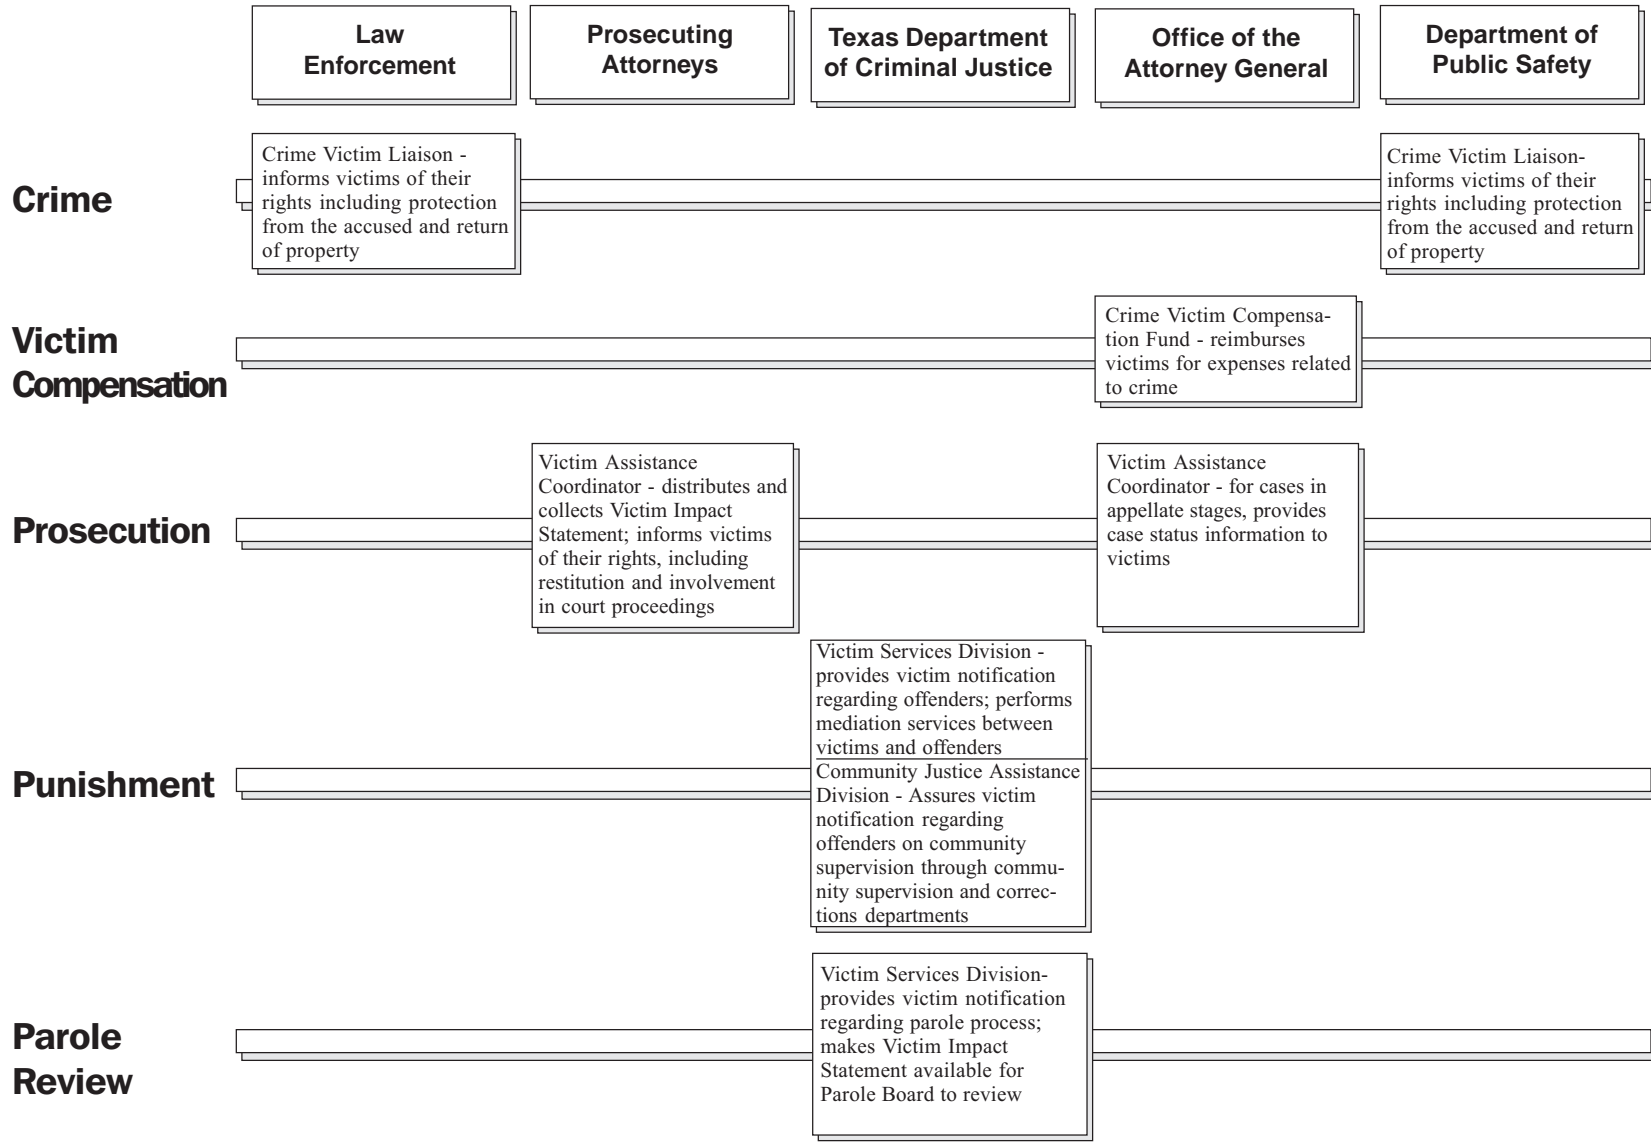 Law
Enforcement
Prosecuting
Attorneys
Texas Department
of Criminal Justice
Office of the
Attorney General
Department of
Public Safety
Crime
Crime Victim Liaison -
informs victims of their
rights including protection
from the accused and return
of property
Crime Victim Liaison-
informs victims of their
rights including protection
from the accused and return
of property
Victim
Compensation
Crime Victim Compensa-
tion Fund - reimburses
victims for expenses related
to crime
Prosecution
Victim Assistance
Coordinator - distributes and
collects Victim Impact
Statement; informs victims
of their rights, including
restitution and involvement
in court proceedings
Victim Assistance
Coordinator - for cases in
appellate stages, provides
case status information to
victims
Punishment
Victim Services Division -
provides victim notification
regarding offenders; performs
mediation services between
victims and offenders
Community Justice Assistance
Division - Assures victim
notification regarding
offenders on community
supervision through commu-
nity supervision and correc-
tions departments
Parole
Review
Victim Services Division-
provides victim notification
regarding parole process;
makes Victim Impact
Statement available for
Parole Board to review